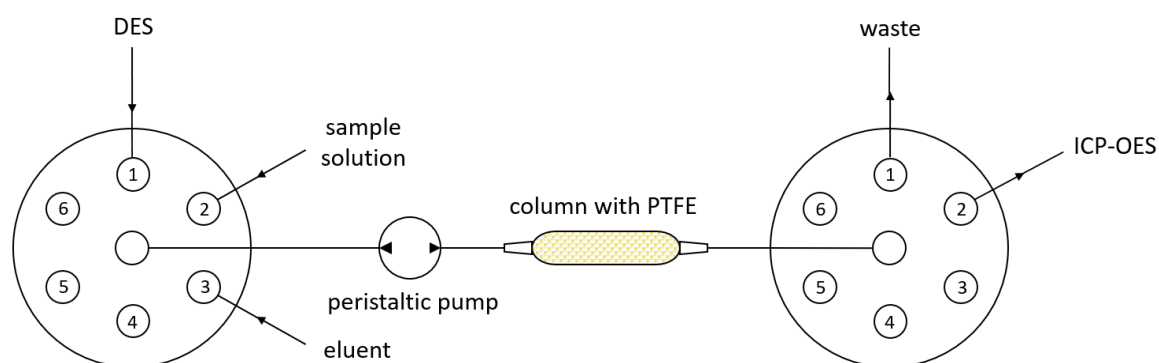 DES
waste
sample
solution
ICP-OES
1
1
6
2
column with PTFE
6
2
5
3
peristaltic pump
5
3
4
4
eluent